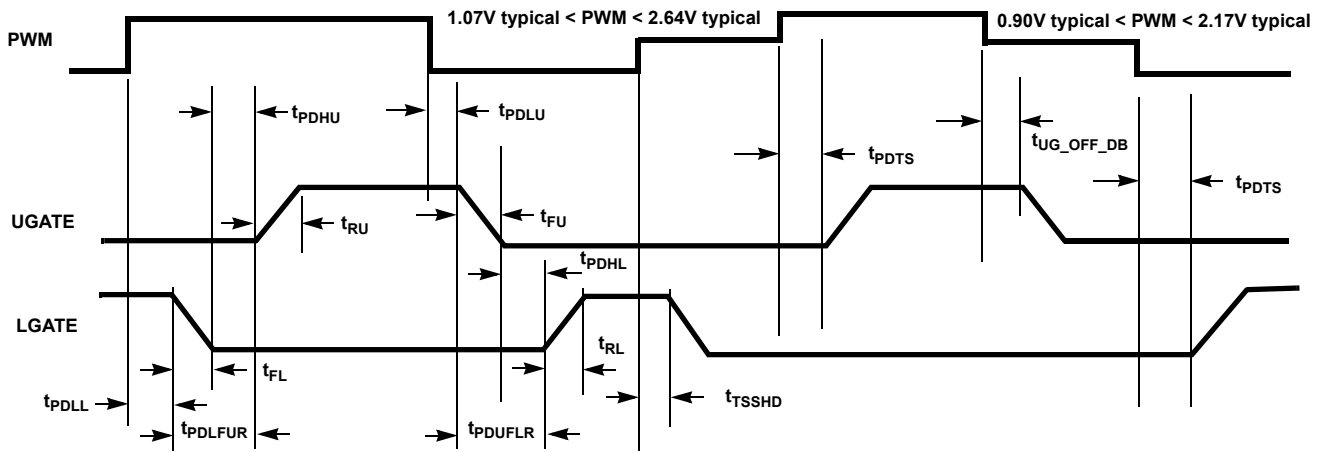 1.07V typical < PWM < 2.64V typical
0.90V typical < PWM < 2.17V typical
PWM
tPDHU
tPDLU
tPDTS
tUG_OFF_DB
tPDTS
UGATE
tRU
tFU
tPDHL
LGATE
tFL
tRL
tPDLL
tTSSHD
tPDLFUR
tPDUFLR